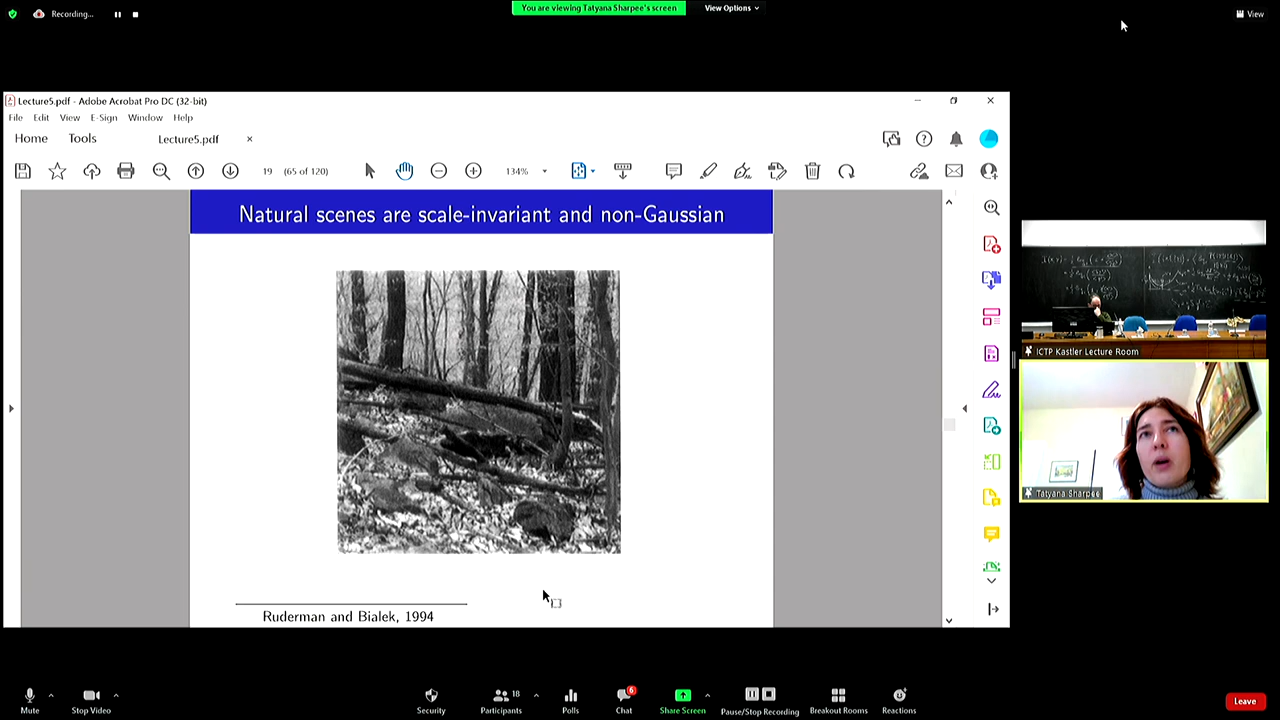 Recording...
You are viewing Tatyana Sharpee's screen
View Options
View
Lecture5.pdf - Adobe Acrobat Pro DC (32-bit)
File Edit View E-Sign Window Help
Home Tools Lecture5.pdf ×
19 (65 of 120) 134%
Natural scenes are scale-invariant and non-Gaussian
Ruderman and Bialek, 1994
ICTP Kastler Lecture Room
Tatyana Sharpee
Mute
Stop Video
Security
Participants 18
Polls
Chat 6
Share Screen
Pause/Stop Recording
Breakout Rooms
Reactions
Leave